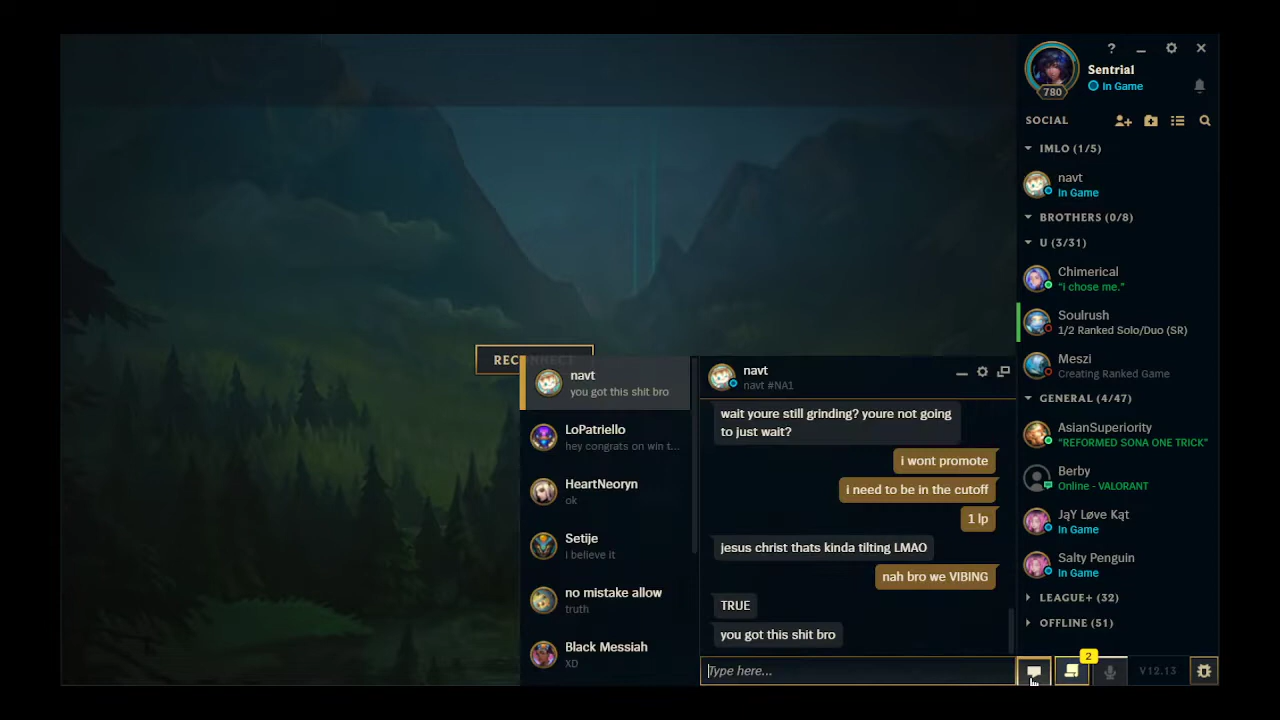 ?
Sentrial
In Game
780
SOCIAL
IMLO (1/5)
navt
In Game
BROTHERS (0/8)
U (3/31)
Chimerical
"i chose me."
Soulrush
1/2 Ranked Solo/Duo (SR)
Meszi
Creating Ranked Game
GENERAL (4/47)
AsianSuperiority
"REFORMED SONA ONE TRICK"
Berby
Online - VALORANT
JąY Løve Kąt
In Game
Salty Penguin
In Game
LEAGUE+ (32)
OFFLINE (51)
2
V12.13
RECONNECT
navt
you got this shit bro
LoPatriello
hey congrats on win t...
HeartNeoryn
ok
Setije
i believe it
no mistake allow
truth
Black Messiah
XD
navt
navt #NA1
wait youre still grinding? youre not going
to just wait?
i wont promote
i need to be in the cutoff
1 lp
jesus christ thats kinda tilting LMAO
nah bro we VIBING
TRUE
you got this shit bro
Type here...